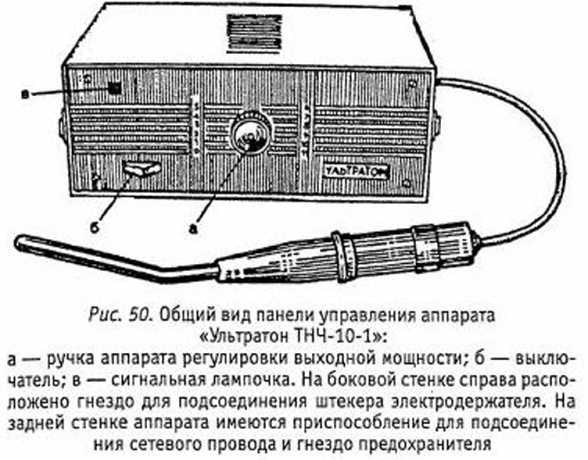 в
УЛЬТРАТОН
б
а
Рис. 50. Общий вид панели управления аппарата
«Ультратон ТНЧ-10-1»:
а — ручка аппарата регулировки выходной мощности; б — выклю-
чатель; в — сигнальная лампочка. На боковой стенке справа распо-
ложено гнездо для подсоединения штекера электродержателя. На
задней стенке аппарата имеются приспособление для подсоедине-
ния сетевого провода и гнездо предохранителя